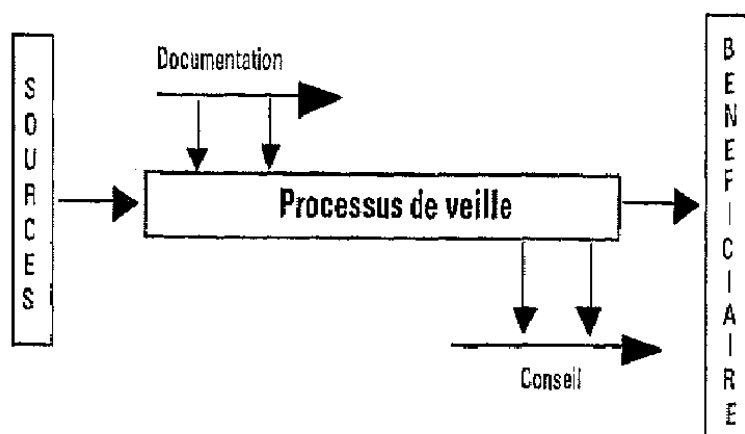 SOURCES
Documentation
Processus de veille
Conseil
BENEFICIAIRE